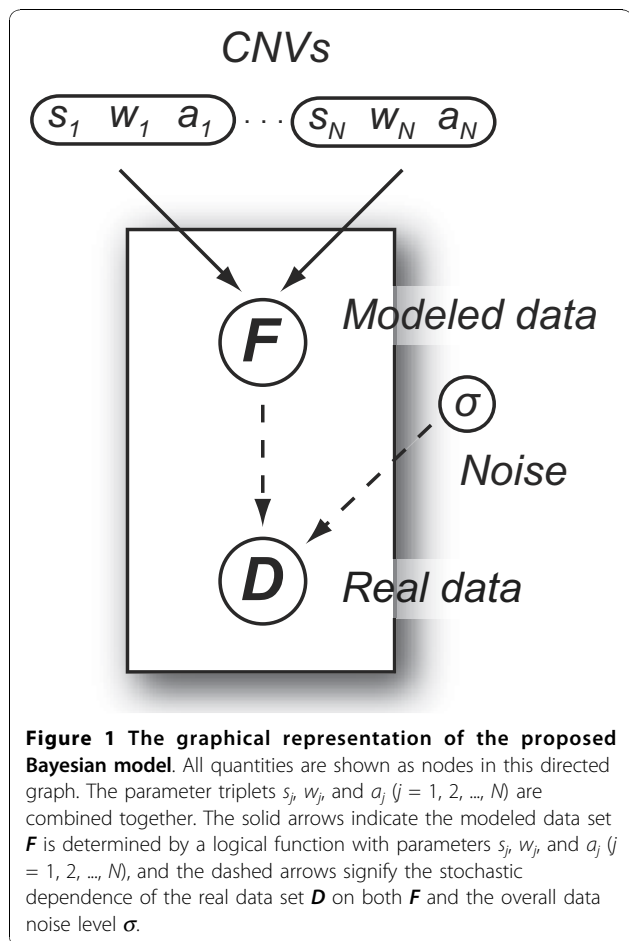 CNVs
s1 w1 a1 . . . sN wN aN
F
Modeled data
σ
Noise
D
Real data
Figure 1 The graphical representation of the proposed
Bayesian model. All quantities are shown as nodes in this directed
graph. The parameter triplets sj, wj, and aj (j = 1, 2, ..., N) are
combined together. The solid arrows indicate the modeled data set
F is determined by a logical function with parameters sj, wj, and aj (j
= 1, 2, ..., N), and the dashed arrows signify the stochastic
dependence of the real data set D on both F and the overall data
noise level σ.